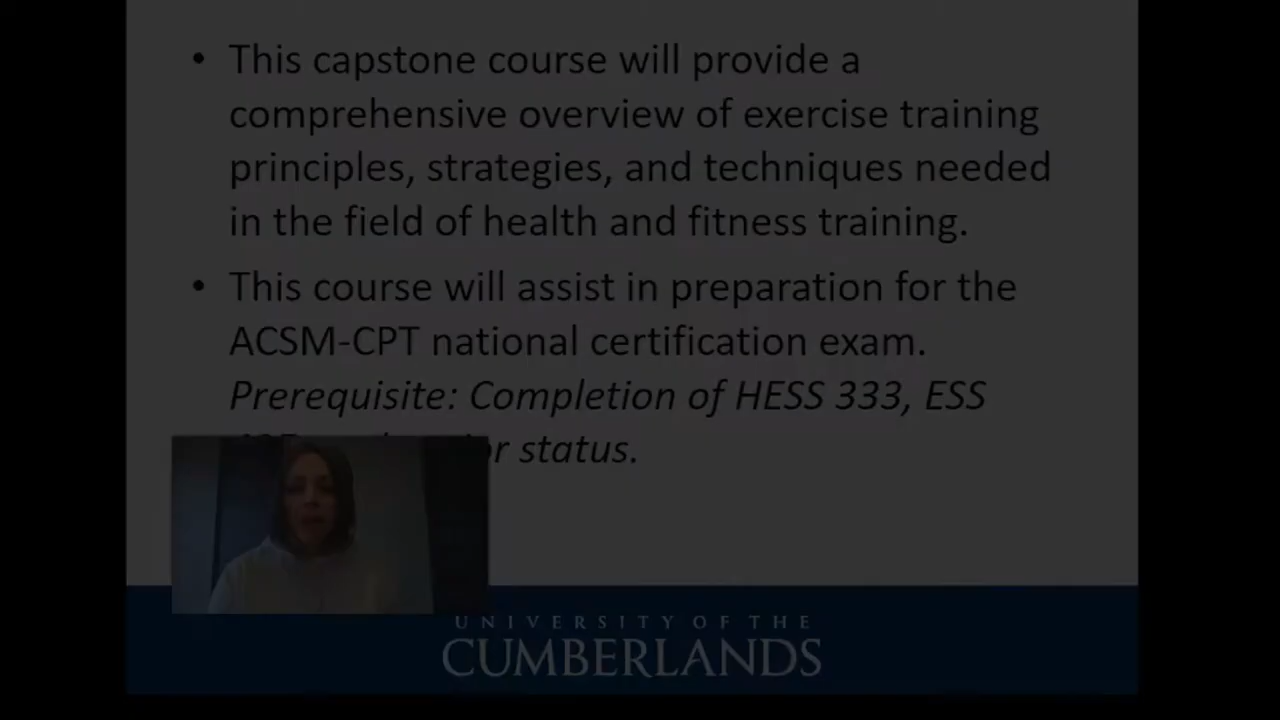 • This capstone course will provide a
comprehensive overview of exercise training
principles, strategies, and techniques needed
in the field of health and fitness training.
• This course will assist in preparation for the
ACSM-CPT national certification exam.
Prerequisite: Completion of HESS 333, ESS
status.
UNIVERSITY OF THE
CUMBERLANDS